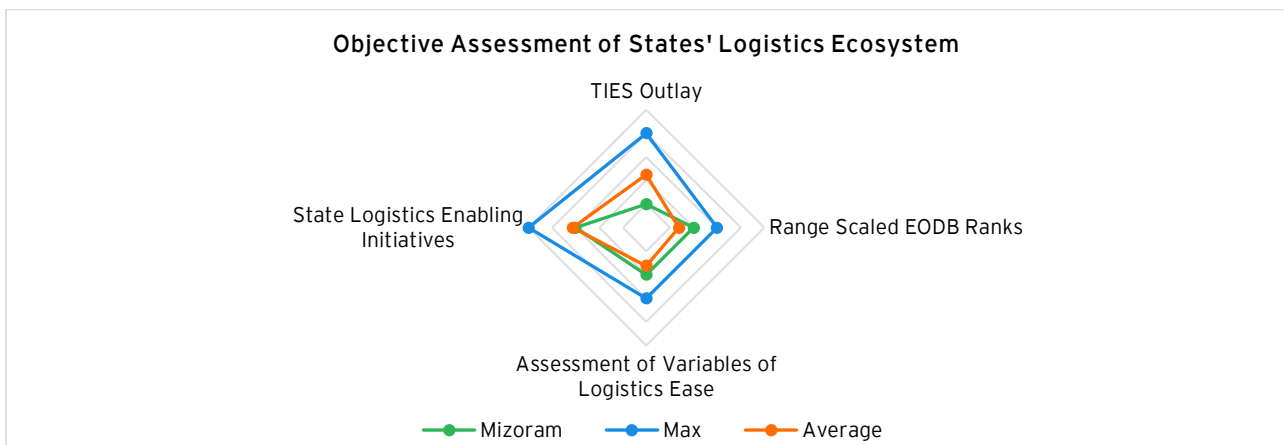 Objective Assessment of States' Logistics Ecosystem
TIES Outlay
State Logistics Enabling
Initiatives
Range Scaled EODB Ranks
Assessment of Variables of
Logistics Ease
Mizoram Max Average